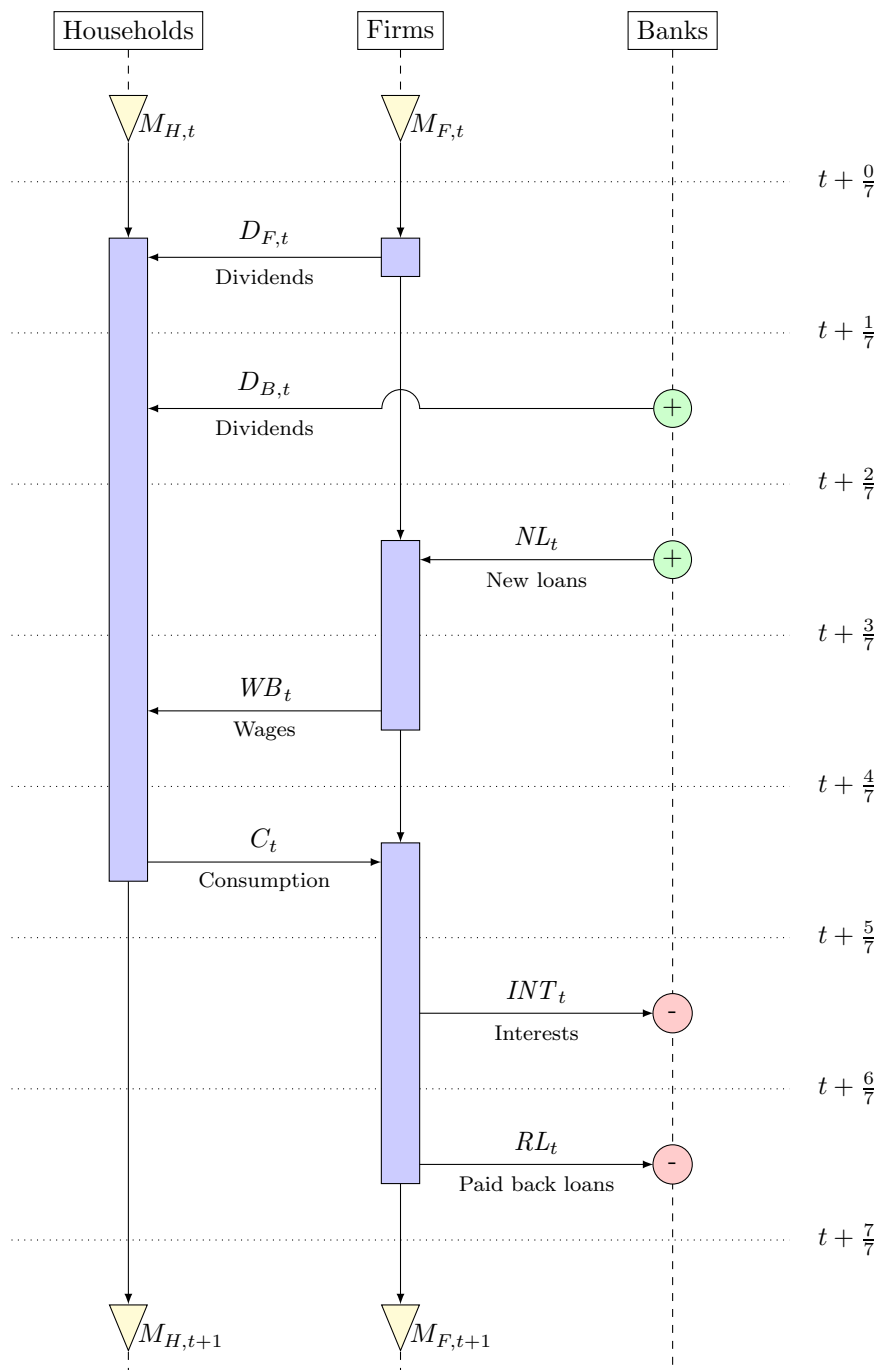 Households Firms Banks
M_{H,t} M_{F,t}
t + 0/7
D_{F,t}
Dividends
t + 1/7
D_{B,t}
Dividends
+
t + 2/7
NL_t
New loans
+
t + 3/7
WB_t
Wages
t + 4/7
C_t
Consumption
t + 5/7
INT_t
Interests
-
t + 6/7
RL_t
Paid back loans
-
t + 7/7
M_{H,t+1} M_{F,t+1}